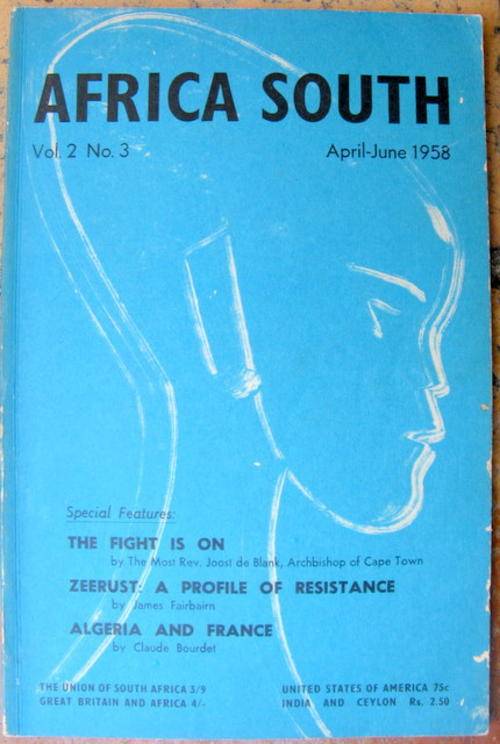 AFRICA SOUTH
Vol. 2 No. 3 April-June 1958
Special Features:
THE FIGHT IS ON
by The Most Rev. Joost de Blank, Archbishop of Cape Town
ZEERUST: A PROFILE OF RESISTANCE
by James Fairbairn
ALGERIA AND FRANCE
by Claude Bourdet
THE UNION OF SOUTH AFRICA 3/9 UNITED STATES OF AMERICA 75c
GREAT BRITAIN AND AFRICA 4/- INDIA AND CEYLON Rs. 2.50